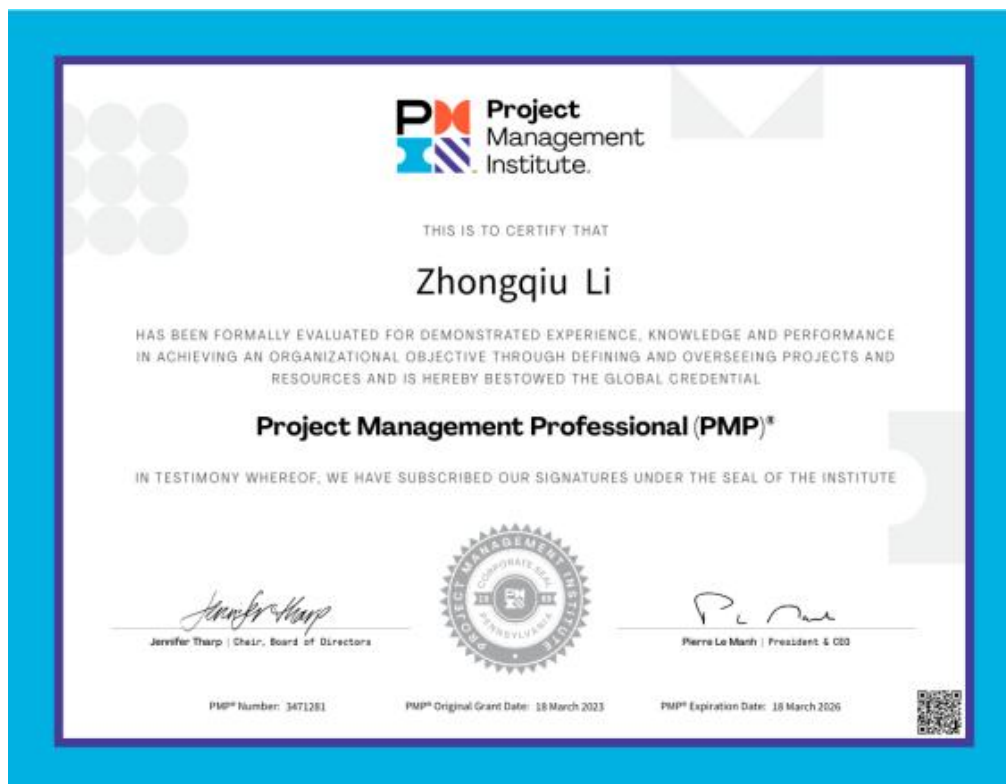 PM
Project
Management
Institute.
THIS IS TO CERTIFY THAT
Zhongqiu Li
HAS BEEN FORMALLY EVALUATED FOR DEMONSTRATED EXPERIENCE, KNOWLEDGE AND PERFORMANCE
IN ACHIEVING AN ORGANIZATIONAL OBJECTIVE THROUGH DEFINING AND OVERSEEING PROJECTS AND
RESOURCES AND IS HEREBY BESTOWED THE GLOBAL CREDENTIAL
Project Management Professional (PMP)®
IN TESTIMONY WHEREOF, WE HAVE SUBSCRIBED OUR SIGNATURES UNDER THE SEAL OF THE INSTITUTE
PROJECT MANAGEMENT INSTITUTE
CORPORATE SEAL
PENNSYLVANIA
Jennifer Tharp
Jennifer Tharp | Chair, Board of Directors
Pierre Le Manh | President & CEO
PMP® Number: 3471281 PMP® Original Grant Date: 18 March 2023 PMP® Expiration Date: 18 March 2026